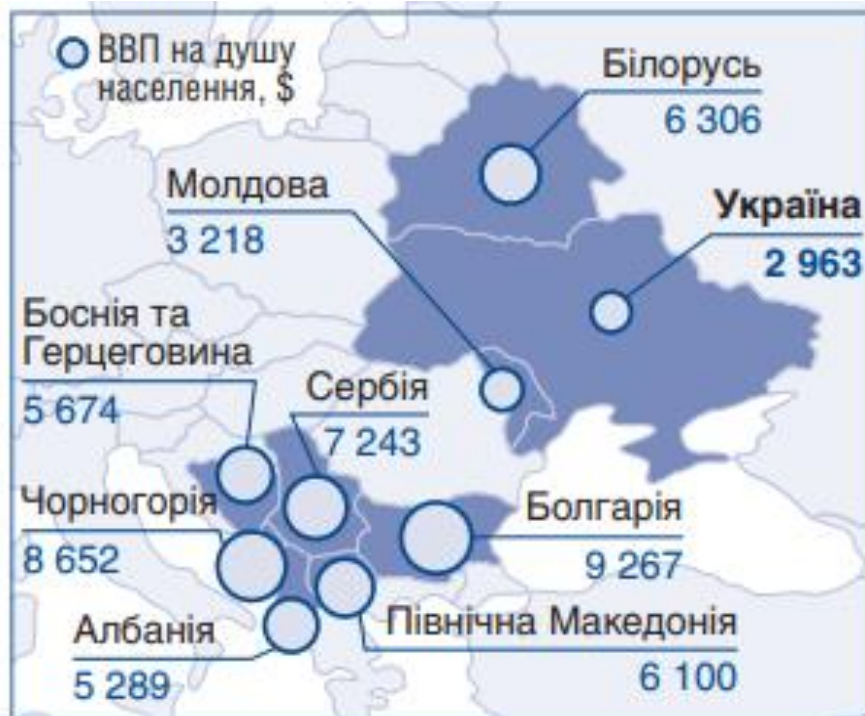 ВВП на душу
населення, $
Білорусь
6 306
Молдова
3 218
Україна
2 963
Боснія та
Герцеговина
5 674
Сербія
7 243
Чорногорія
8 652
Болгарія
9 267
Албанія
5 289
Північна Македонія
6 100